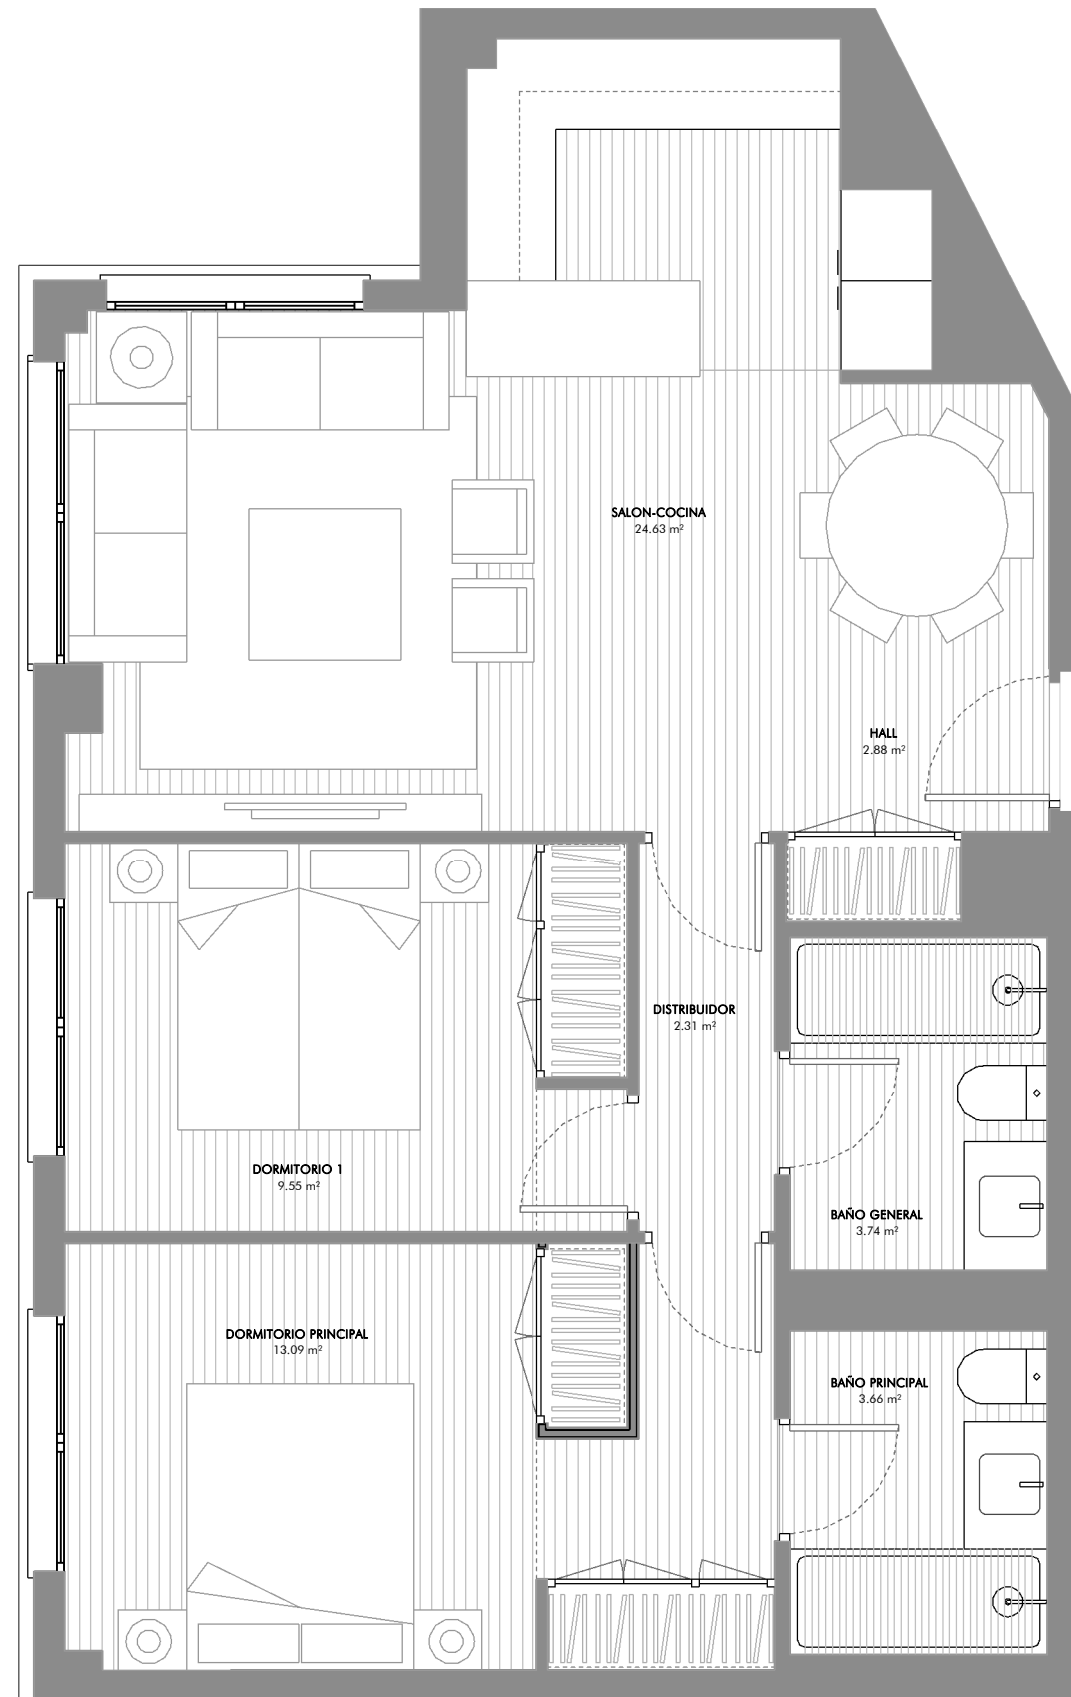 SALON-COCINA
24.63 m²
HALL
2.88 m²
DISTRIBUIDOR
2.31 m²
DORMITORIO 1
9.55 m²
BAÑO GENERAL
3.74 m²
DORMITORIO PRINCIPAL
13.09 m²
BAÑO PRINCIPAL
3.66 m²